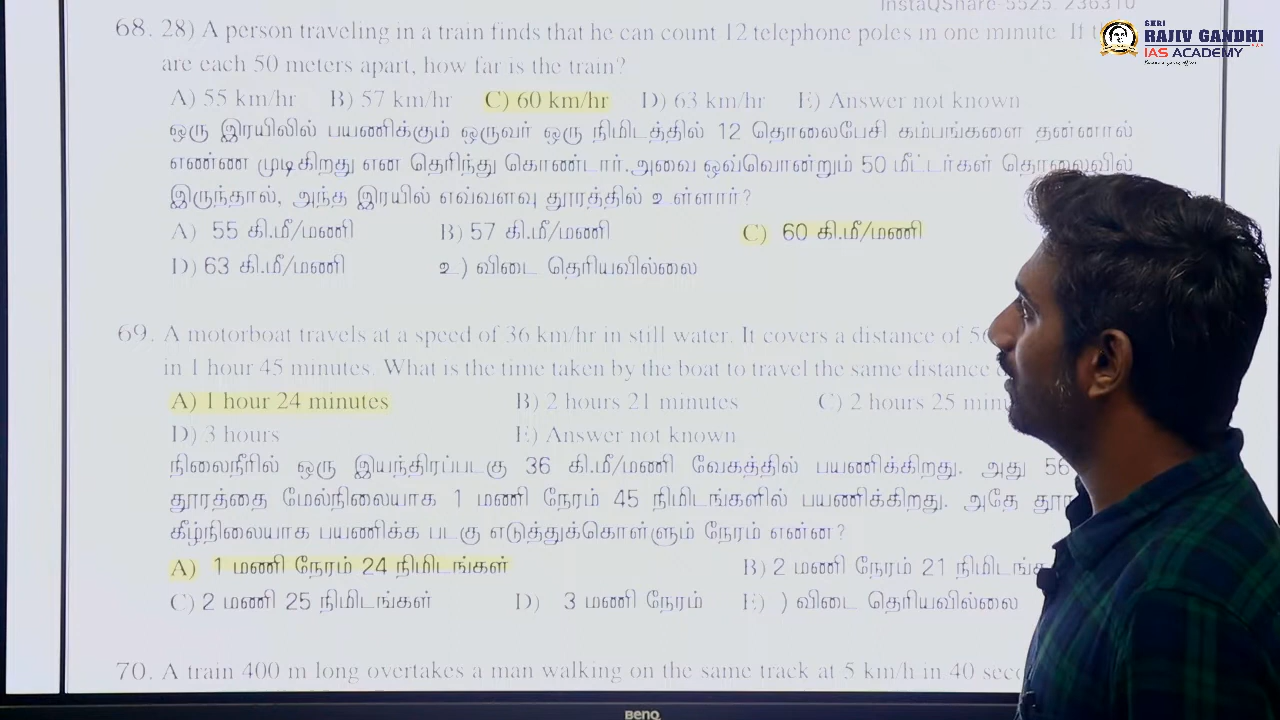 InstaQShare-5525, 236310
SHRI
RAJIV GANDHI
IAS ACADEMY
68. 28) A person traveling in a train finds that he can count 12 telephone poles in one minute. If
are each 50 meters apart, how far is the train?
A) 55 km/hr B) 57 km/hr C) 60 km/hr D) 63 km/hr E) Answer not known
ஒரு இரயிலில் பயணிக்கும் ஒருவர் ஒரு நிமிடத்தில் 12 தொலைபேசி கம்பங்களை தன்னால்
எண்ண முடிகிறது என தெரிந்து கொண்டார்.அவை ஒவ்வொன்றும் 50 மீட்டர்கள் தொலைவில்
இருந்தால், அந்த இரயில் எவ்வளவு தூரத்தில் உள்ளார்?
A) 55 கி.மீ/மணி B) 57 கி.மீ/மணி C) 60 கி.மீ/மணி
D) 63 கி.மீ/மணி உ) விடை தெரியவில்லை
69. A motorboat travels at a speed of 36 km/hr in still water. It covers a distance of
in 1 hour 45 minutes. What is the time taken by the boat to travel the same distance
A) 1 hour 24 minutes B) 2 hours 21 minutes C) 2 hours 25
D) 3 hours E) Answer not known
நிலைநீரில் ஒரு இயந்திரப்படகு 36 கி.மீ/மணி வேகத்தில் பயணிக்கிறது. அது 56
தூரத்தை மேல்நிலையாக 1 மணி நேரம் 45 நிமிடங்களில் பயணிக்கிறது. அதே
கீழ்நிலையாக பயணிக்க படகு எடுத்துக்கொள்ளும் நேரம் என்ன?
A) 1 மணி நேரம் 24 நிமிடங்கள் B) 2 மணி நேரம் 21
C) 2 மணி 25 நிமிடங்கள் D) 3 மணி நேரம் E) ) விடை தெரியவில்லை
70. A train 400 m long overtakes a man walking on the same track at 5 km/h in 40
BenQ